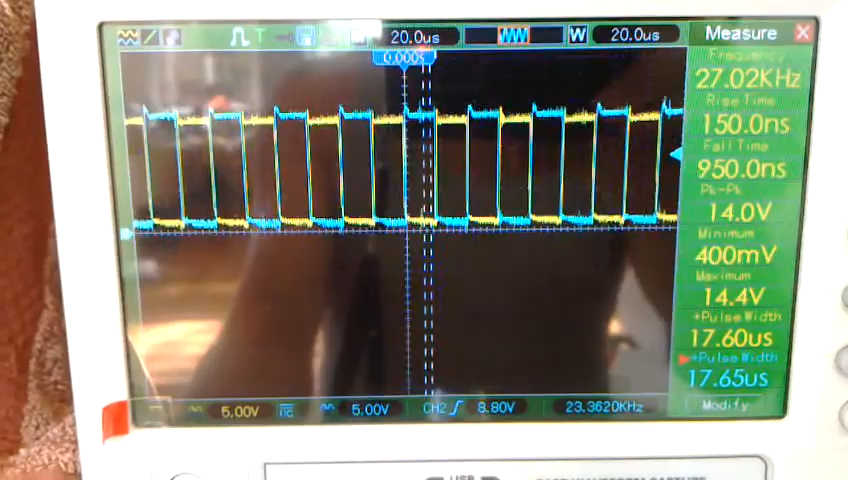 T 20.0us W 20.0us Measure
0.000s
Frequency
27.02KHz
Rise Time
150.0ns
Fall Time
950.0ns
Pk-Pk
14.0V
Minimum
400mV
Maximum
14.4V
+Pulse Width
17.60us
+Pulse Width
17.65us
5.00V 5.00V CH2 8.80V 23.3620KHz Modify
USB